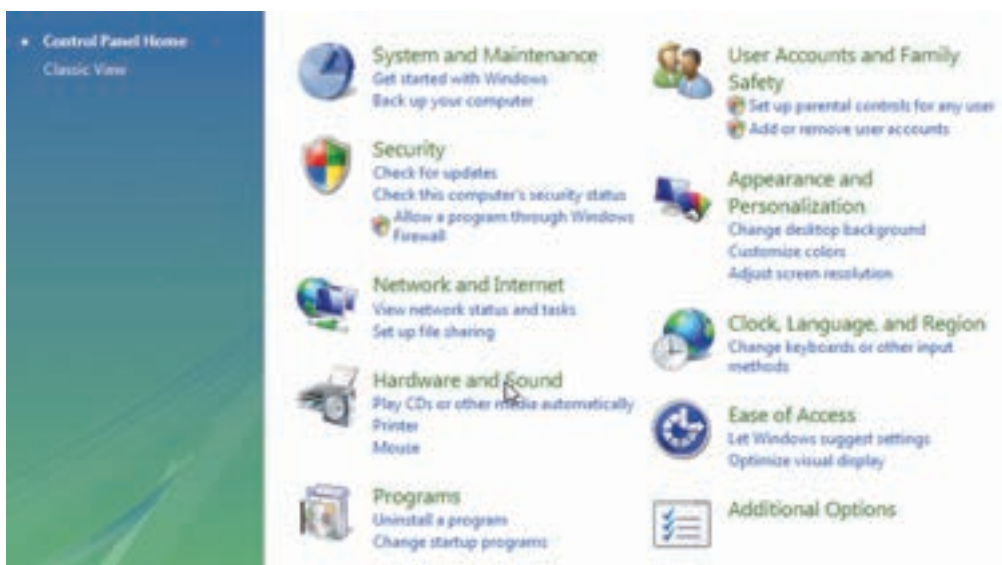 Control Panel Home
Classic View
System and Maintenance
Get started with Windows
Back up your computer
Security
Check for updates
Check this computer's security status
Allow a program through Windows
Firewall
Network and Internet
View network status and tasks
Set up file sharing
Hardware and Sound
Play CDs or other media automatically
Printer
Mouse
Programs
Uninstall a program
Change startup programs
User Accounts and Family
Safety
Set up parental controls for any user
Add or remove user accounts
Appearance and
Personalization
Change desktop background
Customize colors
Adjust screen resolution
Clock, Language, and Region
Change keyboards or other input
methods
Ease of Access
Let Windows suggest settings
Optimize visual display
Additional Options